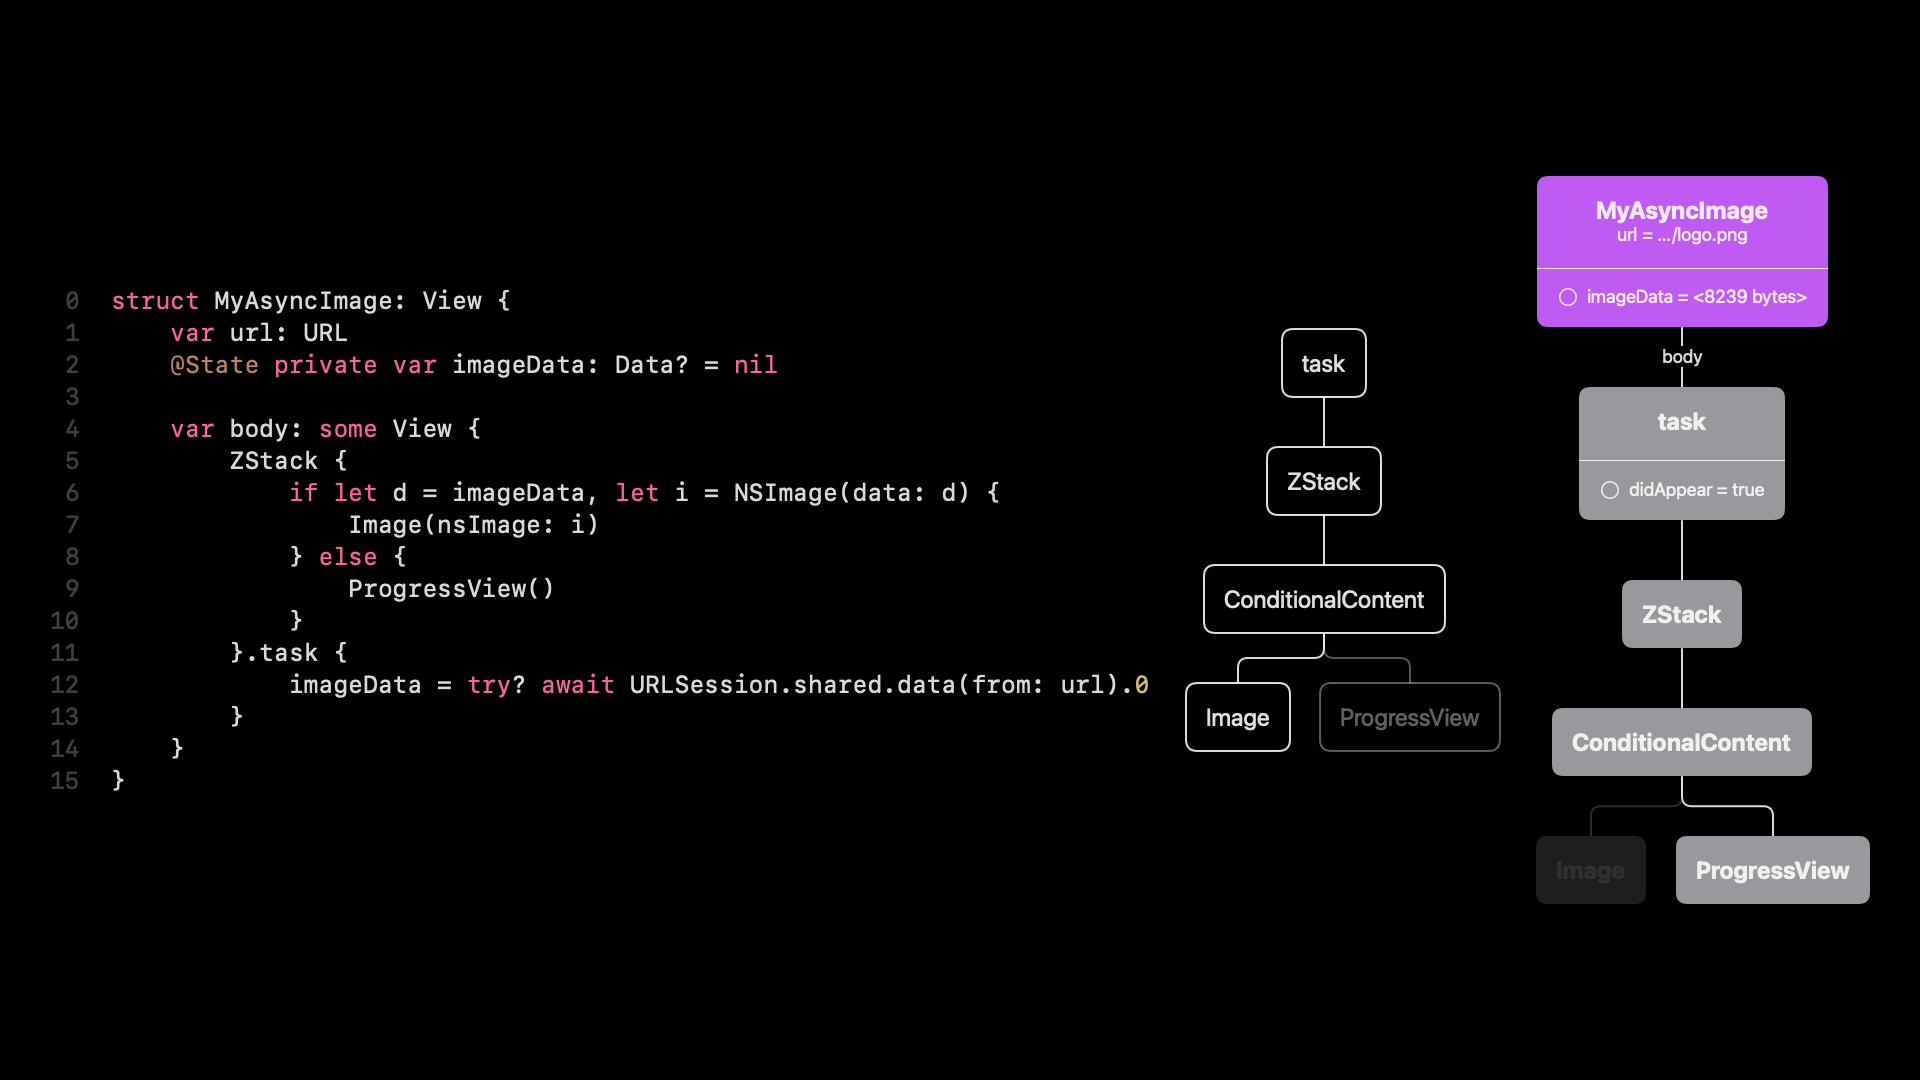 0 struct MyAsyncImage: View {
1 var url: URL
2 @State private var imageData: Data? = nil
3
4 var body: some View {
5 ZStack {
6 if let d = imageData, let i = NSImage(data: d) {
7 Image(nsImage: i)
8 } else {
9 ProgressView()
10 }
11 }.task {
12 imageData = try? await URLSession.shared.data(from: url).0
13 }
14 }
15 }
task
ZStack
ConditionalContent
Image
ProgressView
MyAsyncImage
url = .../logo.png
imageData = <8239 bytes>
body
task
didAppear = true
ZStack
ConditionalContent
Image
ProgressView